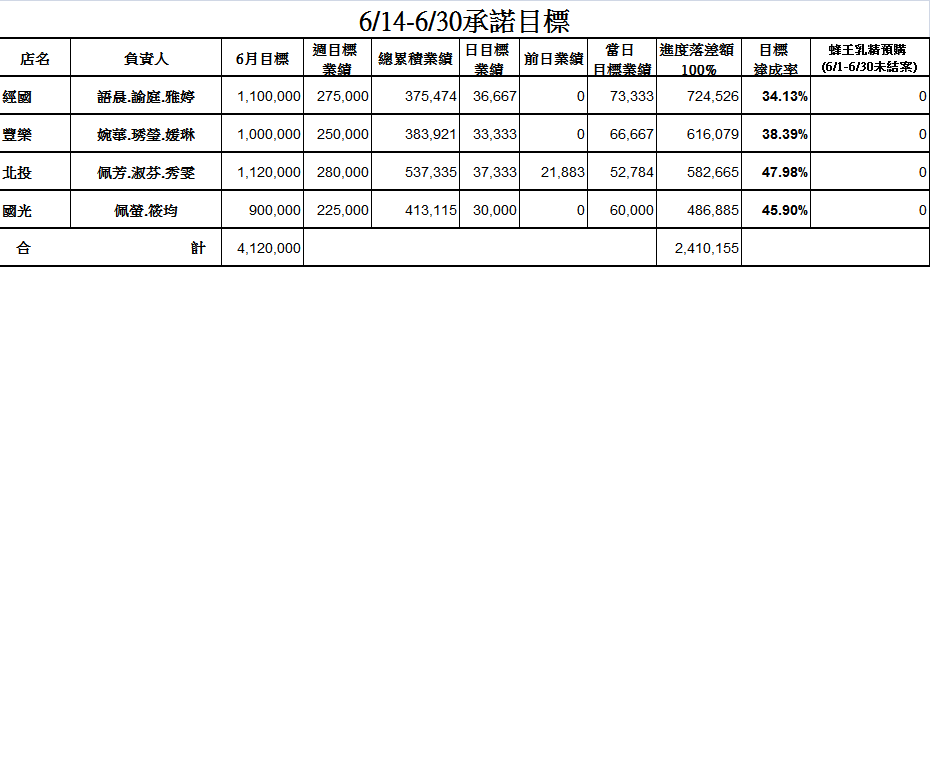 6/14-6/30承諾目標
店名 負責人 6月目標 週目標業績 總累積業績 日目標業績 前日業績 當日目標業績 進度落差額100% 目標達成率 蜂王乳精預購(6/1-6/30未結案)
經國 語晨.諭庭.雅婷 1,100,000 275,000 375,474 36,667 0 73,333 724,526 34.13% 0
豐樂 婉華.琇瑩.媛琳 1,000,000 250,000 383,921 33,333 0 66,667 616,079 38.39% 0
北投 佩芳.淑芬.秀雯 1,120,000 280,000 537,335 37,333 21,883 52,784 582,665 47.98% 0
國光 佩螢.筱均 900,000 225,000 413,115 30,000 0 60,000 486,885 45.90% 0
合 計 4,120,000 2,410,155